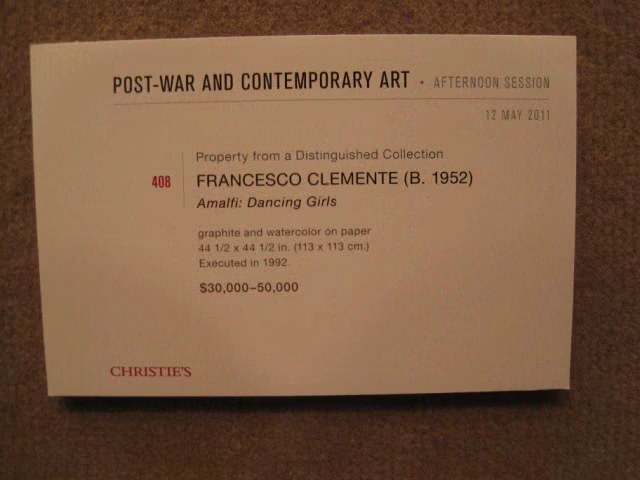 POST-WAR AND CONTEMPORARY ART • AFTERNOON SESSION
12 MAY 2011
Property from a Distinguished Collection
408 FRANCESCO CLEMENTE (B. 1952)
Amalfi: Dancing Girls
graphite and watercolor on paper
44 1/2 x 44 1/2 in. (113 x 113 cm.)
Executed in 1992.
$30,000–50,000
CHRISTIE'S